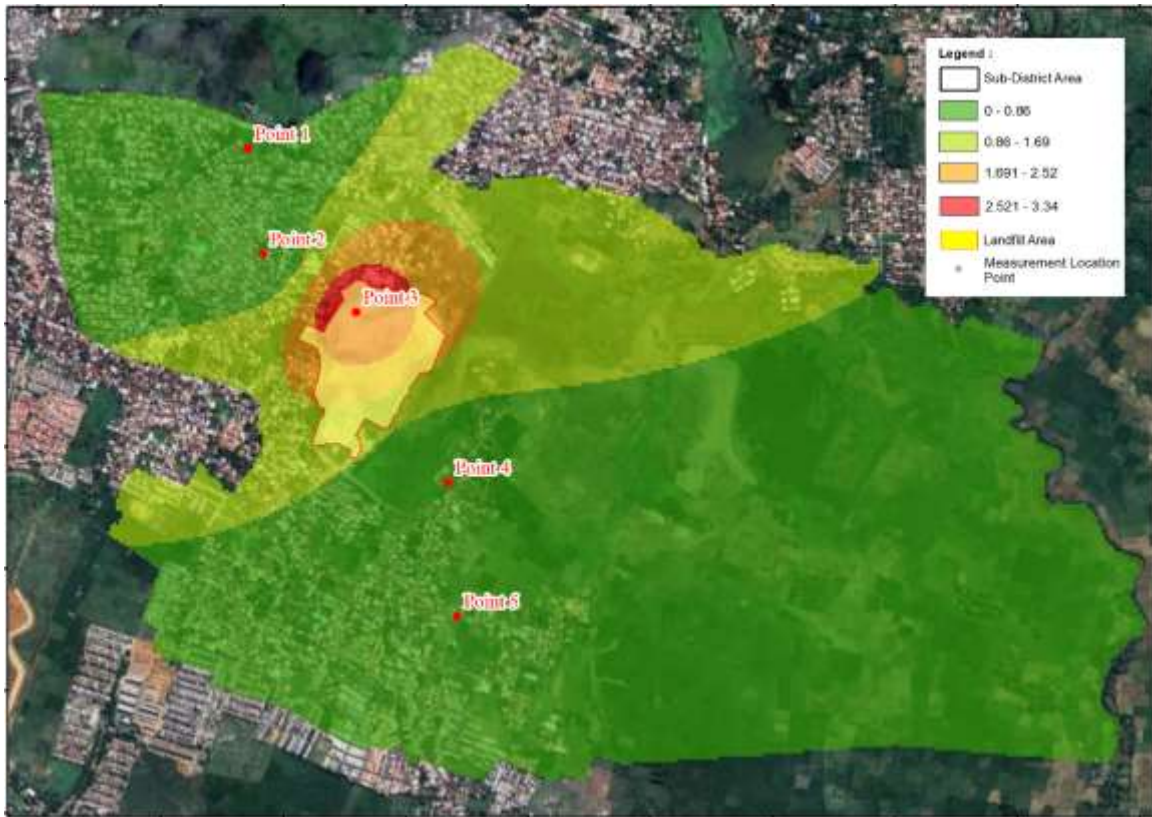 Legend :
Sub-District Area
0 - 0.86
0.86 - 1.69
1.691 - 2.52
2.521 - 3.34
Landfill Area
Measurement Location
Point
Point 1
Point 2
Point 3
Point 4
Point 5